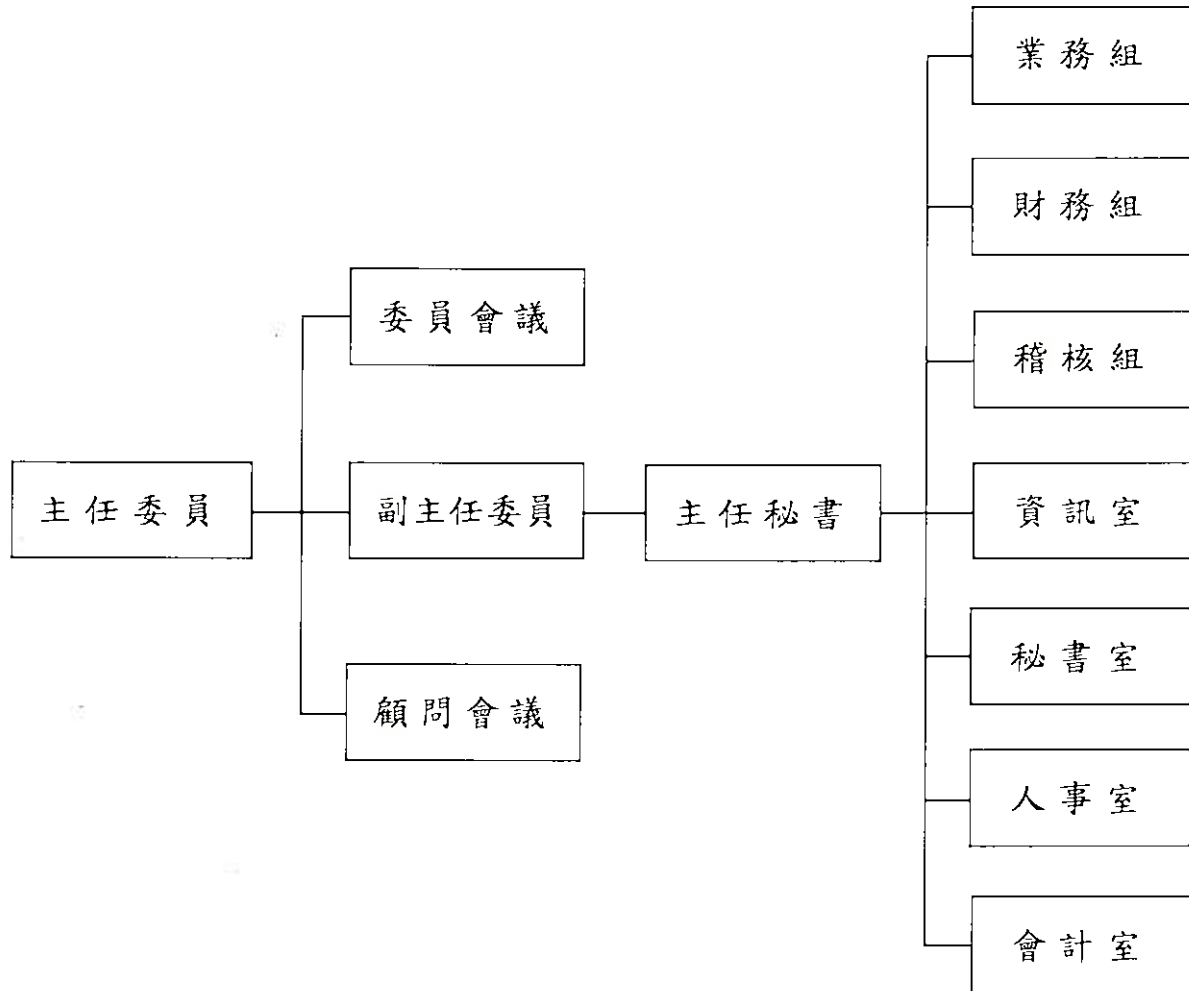 主任委員
委員會議
副主任委員
顧問會議
主任秘書
業務組
財務組
稽核組
資訊室
秘書室
人事室
會計室